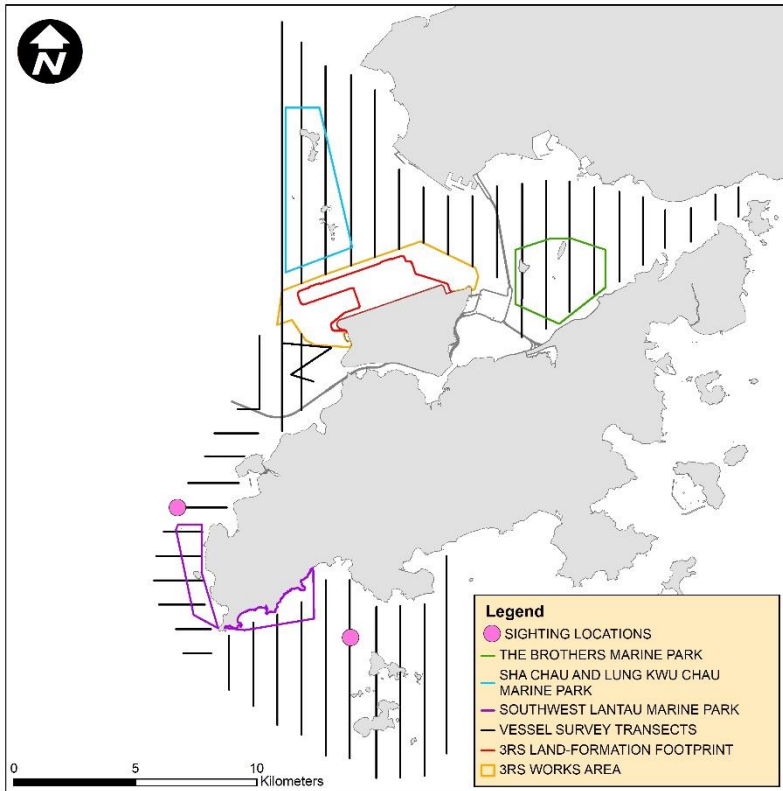 N
Legend
SIGHTING LOCATIONS
THE BROTHERS MARINE PARK
SHA CHAU AND LUNG KWU CHAU
MARINE PARK
SOUTHWEST LANTAU MARINE PARK
VESSEL SURVEY TRANSECTS
3RS LAND-FORMATION FOOTPRINT
3RS WORKS AREA
0 5 10
Kilometers